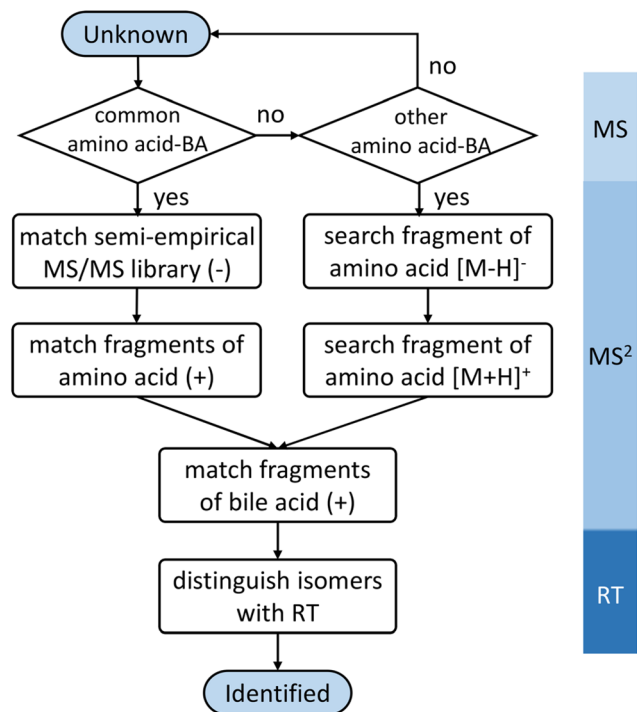 Unknown
no
common
amino acid-BA
no
other
amino acid-BA
MS
yes
yes
match semi-empirical
MS/MS library (-)
search fragment of
amino acid [M-H]⁻
match fragments of
amino acid (+)
search fragment of
amino acid [M+H]⁺
MS²
match fragments
of bile acid (+)
distinguish isomers
with RT
RT
Identified